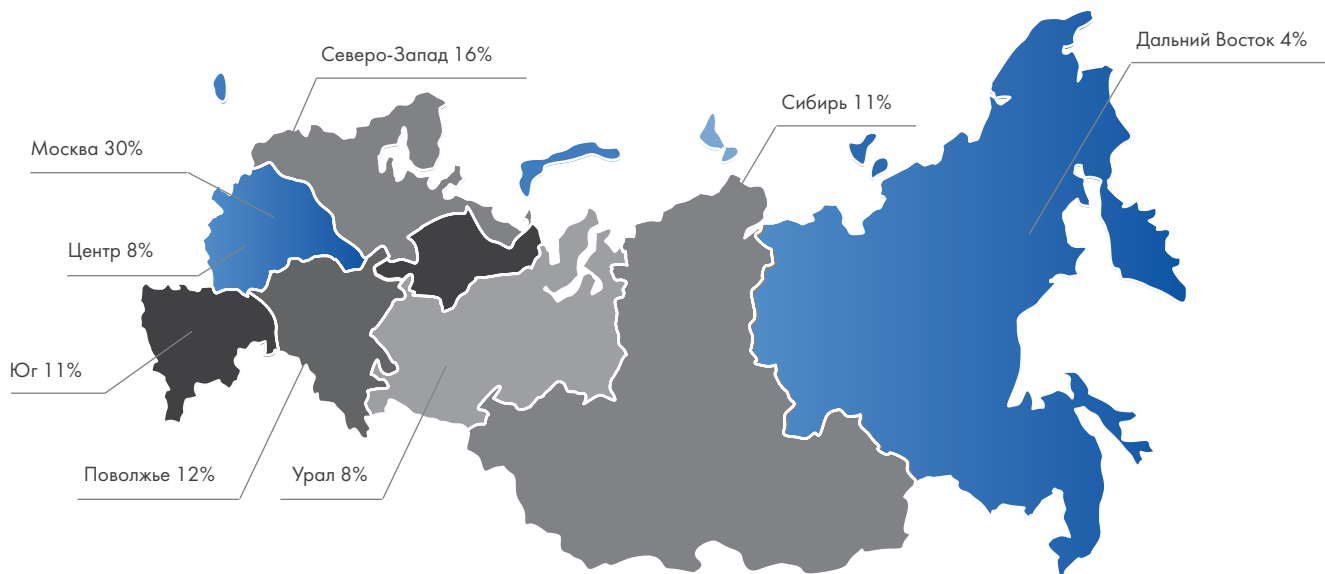 Дальний Восток 4%
Северо-Запад 16%
Сибирь 11%
Москва 30%
Центр 8%
Юг 11%
Поволжье 12%
Урал 8%